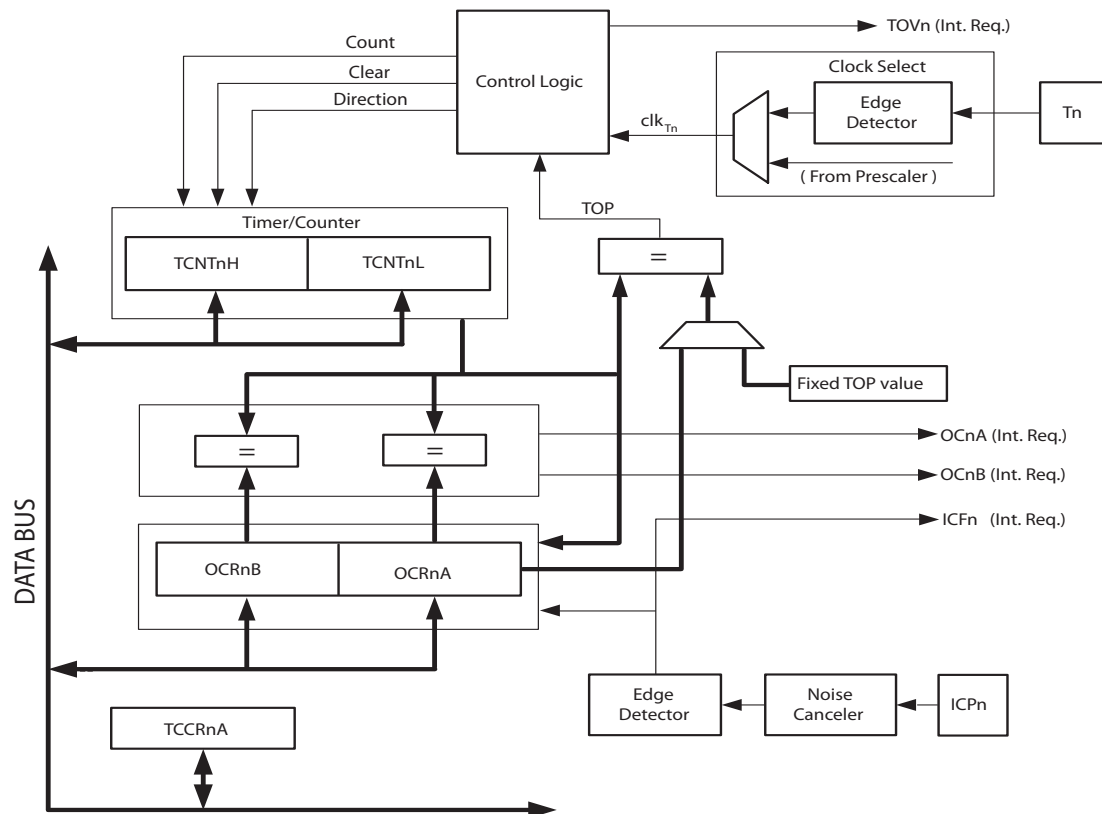 TOVn (Int. Req.)
Count
Clear
Direction
Control Logic
Clock Select
Edge
Detector
Tn
clkTn
( From Prescaler )
TOP
Timer/Counter
TCNTnH
TCNTnL
=
Fixed TOP value
=
=
OCnA (Int. Req.)
OCnB (Int. Req.)
ICFn (Int. Req.)
DATA BUS
OCRnB
OCRnA
Edge
Detector
Noise
Canceler
ICPn
TCCRnA